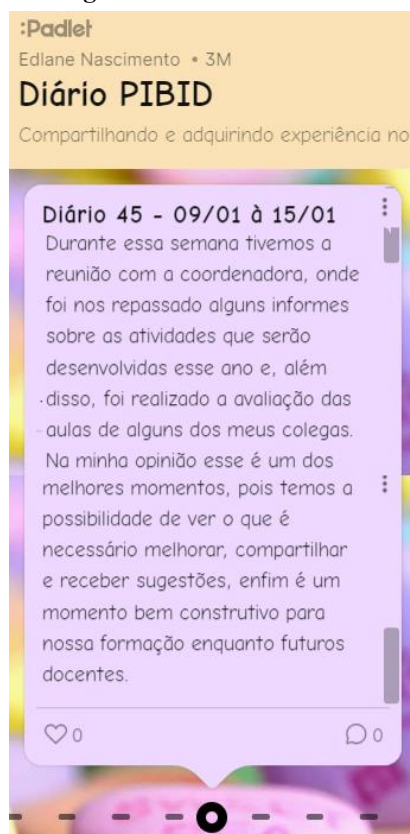 :Padlet
Edlane Nascimento • 3M
Diário PIBID
Compartilhando e adquirindo experiência no
Diário 45 - 09/01 à 15/01
Durante essa semana tivemos a
reunião com a coordenadora, onde
foi nos repassado alguns informes
sobre as atividades que serão
desenvolvidas esse ano e, além
disso, foi realizado a avaliação das
aulas de alguns dos meus colegas.
Na minha opinião esse é um dos
melhores momentos, pois temos a
possibilidade de ver o que é
necessário melhorar, compartilhar
e receber sugestões, enfim é um
momento bem construtivo para
nossa formação enquanto futuros
docentes.
0 0